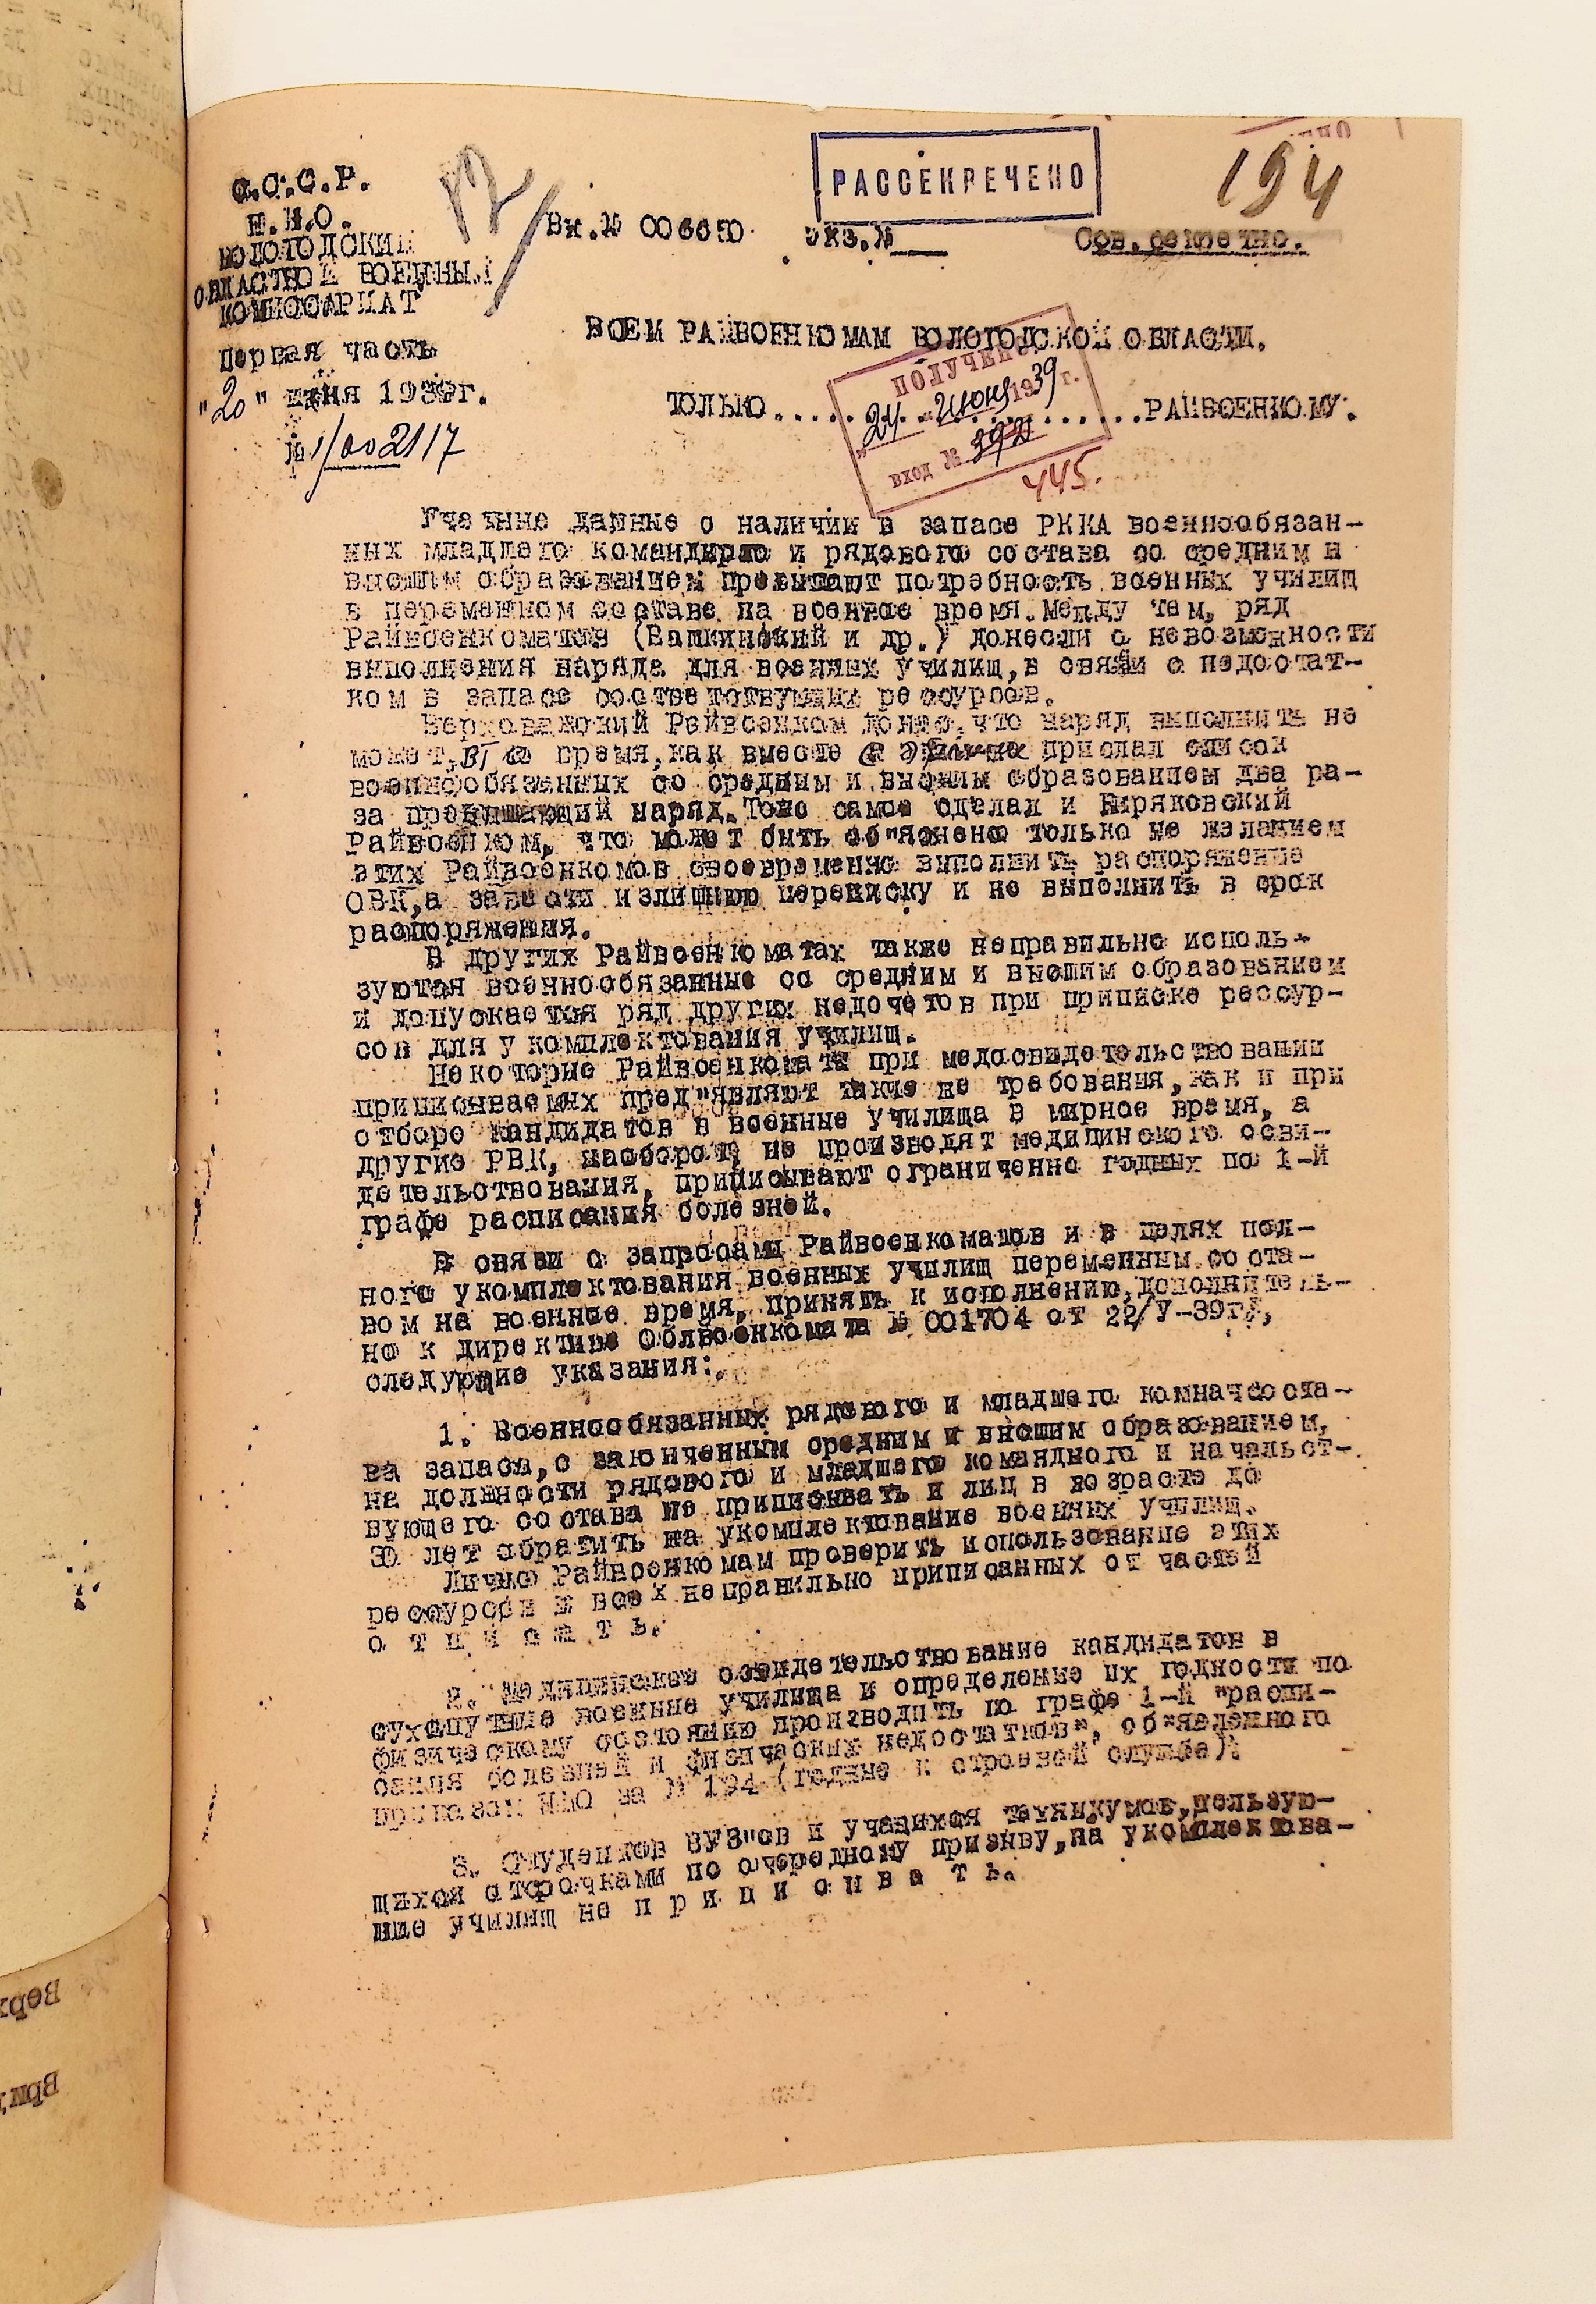 РАССЕКРЕЧЕНО
194
С.С.С.Р.
Н.К.О.
ВОЛОГОДСКИЙ
ОБЛАСТНОЙ ВОЕННЫЙ
КОМИССАРИАТ
Вх.№ 006650 экз.№
Сов.секретно.
первая часть
"20" июня 1939г.
№ 1/002117
ВСЕМ РАЙВОЕНКОМАМ ВОЛОГОДСКОЙ ОБЛАСТИ.
ТОЛЬКО.....................РАЙВОЕНКОМУ.
ПОЛУЧЕНО
"24" июня 1939 г.
вход №
445.
Учетные данные о наличии в запасе РККА военнообязан-
ных младшего командного и рядового состава со средним и
высшим образованием превышают потребность военных училищ
в переменном составе на военное время.Между тем, ряд
Райвоенкоматов (Вашкинский и др.) донесли о невозможности
выполнения наряда для военных училищ,в связи с недостат-
ком в запасе соответствующих ресурсов.
Верховажский Райвоенком донес,что наряд выполнить не
может, в то время,как вместе с прислал список
военнообязанных со средним и высшим образованием два ра-
за превышающий наряд.Тоже самое сделал и Биряковский
Райвоенком, что может быть об"яснено только не желанием
этих Райвоенкомов своевременно выполнить распоряжение
ОВК,а завести излишнюю переписку и не выполнить в срок
распоряжения.
В других Райвоенкоматах также неправильно исполь-
зуются военнообязанные со средним и высшим образованием
и допускается ряд других недочетов при приписке рессур-
сов для укомплектования училищ.
Некоторые Райвоенкоматы при медосвидетельствовании
приписываемых пред"являют такие же требования,как и при
отборе кандидатов в военные училища в мирное время, а
другие РВК, наоборот, не производят медицинского осви-
детельствования, приписывают ограниченно годных по 1-й
графе расписания болезней.
В связи с запросами Райвоенкоматов и в целях пол-
ного укомплектования военных училищ переменным соста-
вом на военное время, принять к исполнению,дополнитель-
но к директиве Облвоенкомата № 001704 от 22/У-39г.,
следующие указания:
1. Военнообязанных рядового и младшего комначсоста-
ва запаса,с законченным средним и высшим образованием,
на должности рядового и младшего командного и начальст-
вующего состава не приписывать и лиц в возрасте до
30 лет обратить на укомплектование военных училищ.
Лично Райвоенкомам проверить использование этих
ресурсов и всех неправильно приписанных от частей
о т п и с а т ь.
2. Медицинское освидетельствование кандидатов в
сухопутные военные училища и определение их годности по
физическому состоянию производить по графе 1-й "распи-
сания болезней и физических недостатков", об"явленного
приказом НКО за № 184 (годные к строевой службе).
3. Студентов ВУЗ"ов и учащихся техникумов,пользую-
щихся отсрочками по очередному призыву,на укомплектова-
ние училищ не п р и п и с ы в а т ь.